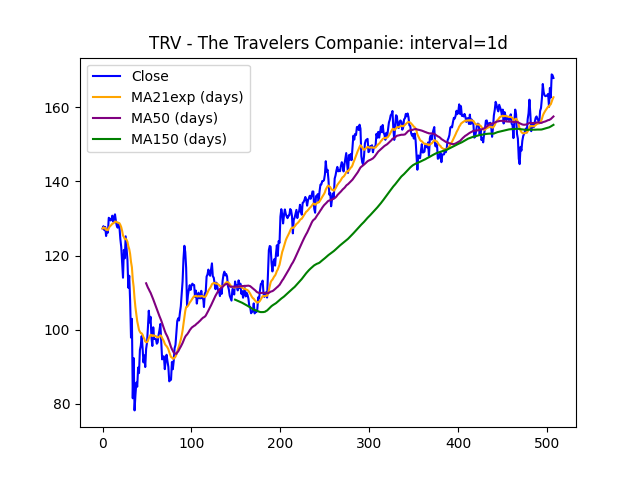 TRV - The Travelers Companie: interval=1d
Close
MA21exp (days)
MA50 (days)
MA150 (days)
160
140
120
100
80
0 100 200 300 400 500